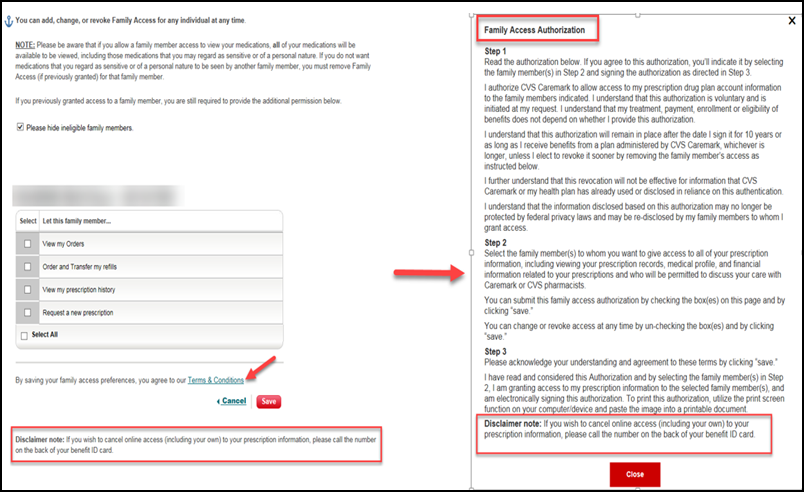 You can add, change, or revoke Family Access for any individual at any time.
NOTE: Please be aware that if you allow a family member access to view your medications, all of your medications will be
available to be viewed, including those medications that you may regard as sensitive or of a personal nature. If you do not want
medications that you regard as sensitive or of a personal nature to be seen by another family member, you must remove Family
Access (if previously granted) for that family member.
If you previously granted access to a family member, you are still required to provide the additional permission below.
Please hide ineligible family members.
Select Let this family member...
View my Orders
Order and Transfer my refills
View my prescription history
Request a new prescription
Select All
By saving your family access preferences, you agree to our Terms & Conditions
Cancel Save
Disclaimer note: If you wish to cancel online access (including your own) to your prescription information, please call the number
on the back of your benefit ID card.
Family Access Authorization
Step 1
Read the authorization below. If you agree to this authorization, you'll indicate it by selecting
the family member(s) in Step 2 and signing the authorization as directed in Step 3.
I authorize CVS Caremark to allow access to my prescription drug plan account information
to the family members indicated. I understand that this authorization is voluntary and is
initiated at my request. I understand that my treatment, payment, enrollment or eligibility of
benefits does not depend on whether I provide this authorization.
I understand that this authorization will remain in place after the date I sign it for 10 years or
as long as I receive benefits from a plan administered by CVS Caremark, whichever is
longer, unless I elect to revoke it sooner by removing the family member's access as
instructed below.
I further understand that this revocation will not be effective for information that CVS
Caremark or my health plan has already used or disclosed in reliance on this authentication.
I understand that the information disclosed based on this authorization may no longer be
protected by federal privacy laws and may be re-disclosed by my family members to whom I
grant access.
Step 2
Select the family member(s) to whom you want to give access to all of your prescription
information, including viewing your prescription records, medical profile, and financial
information related to your prescriptions and who will be permitted to discuss your care with
Caremark or CVS pharmacists.
You can submit this family access authorization by checking the box(es) on this page and by
clicking "save."
You can change or revoke access at any time by un-checking the box(es) and by clicking
"save."
Step 3
Please acknowledge your understanding and agreement to these terms by clicking "save."
I have read and considered this Authorization and by selecting the family member(s) in Step
2, I am granting access to my prescription information to the selected family member(s), and
am electronically signing this authorization. To print this authorization, utilize the print screen
function on your computer/device and paste the image into a printable document.
Disclaimer note: If you wish to cancel online access (including your own) to your
prescription information, please call the number on the back of your benefit ID card.
Close